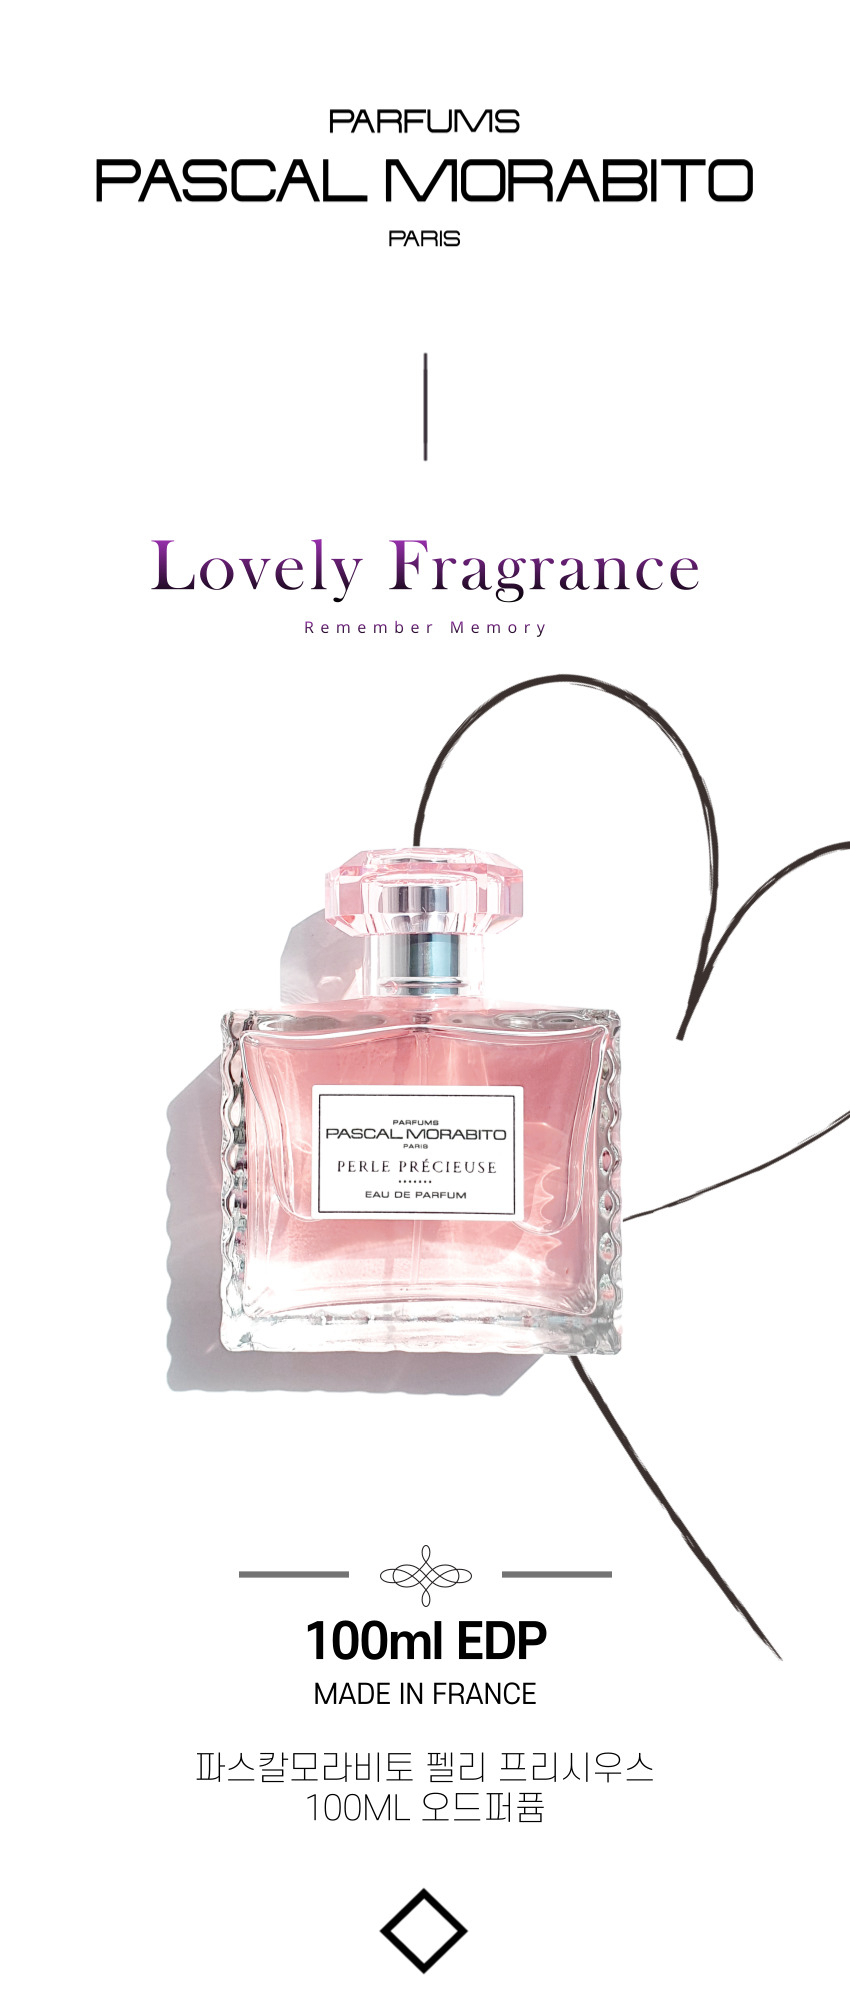 PARFUMS
PASCAL MORABITO
PARIS
Lovely Fragrance
Remember Memory
PARFUMS
PASCAL MORABITO
PARIS
PERLE PRÉCIEUSE
EAU DE PARFUM
100ml EDP
MADE IN FRANCE
파스칼모라비토 펠리 프리시우스
100ML 오드퍼퓸